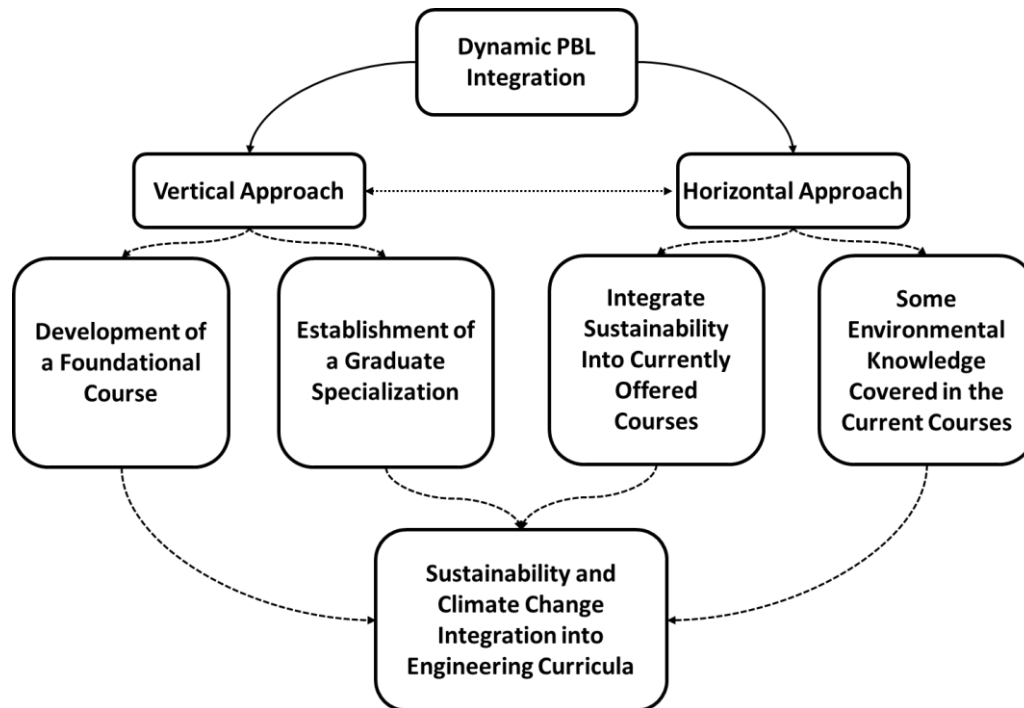 Dynamic PBL
Integration
Vertical Approach
Horizontal Approach
Development of
a Foundational
Course
Establishment of
a Graduate
Specialization
Integrate
Sustainability
Into Currently
Offered
Courses
Some
Environmental
Knowledge
Covered in the
Current Courses
Sustainability and
Climate Change
Integration into
Engineering Curricula